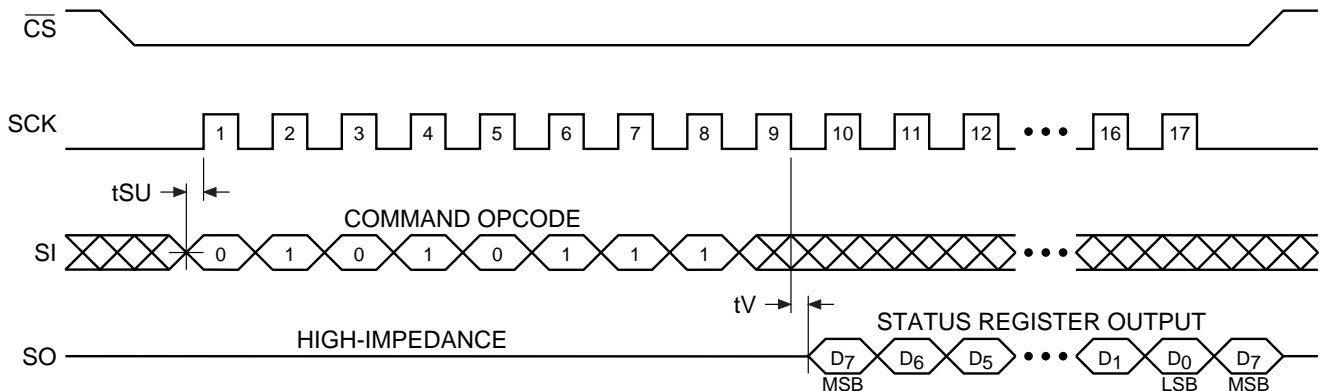 CS
SCK 1 2 3 4 5 6 7 8 9 10 11 12 ••• 16 17
tSU
COMMAND OPCODE
SI 0 1 0 1 0 1 1 1 •••
tV
HIGH-IMPEDANCE STATUS REGISTER OUTPUT
SO D7 D6 D5 ••• D1 D0 D7
MSB LSB MSB